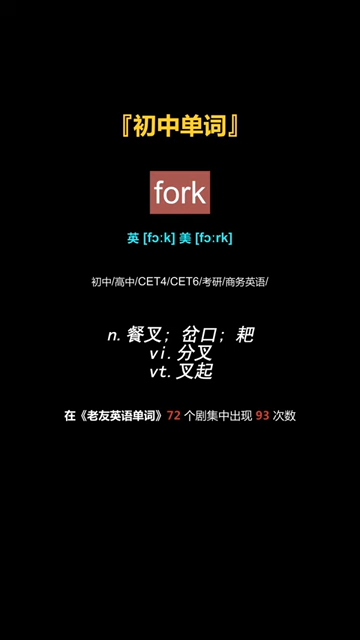 『初中单词』
fork
英 [fɔːk] 美 [fɔːrk]
初中/高中/CET4/CET6/考研/商务英语/
n.餐叉；岔口；耙
vi.分叉
vt.叉起
在《老友英语单词》72 个剧集中出现 93 次数